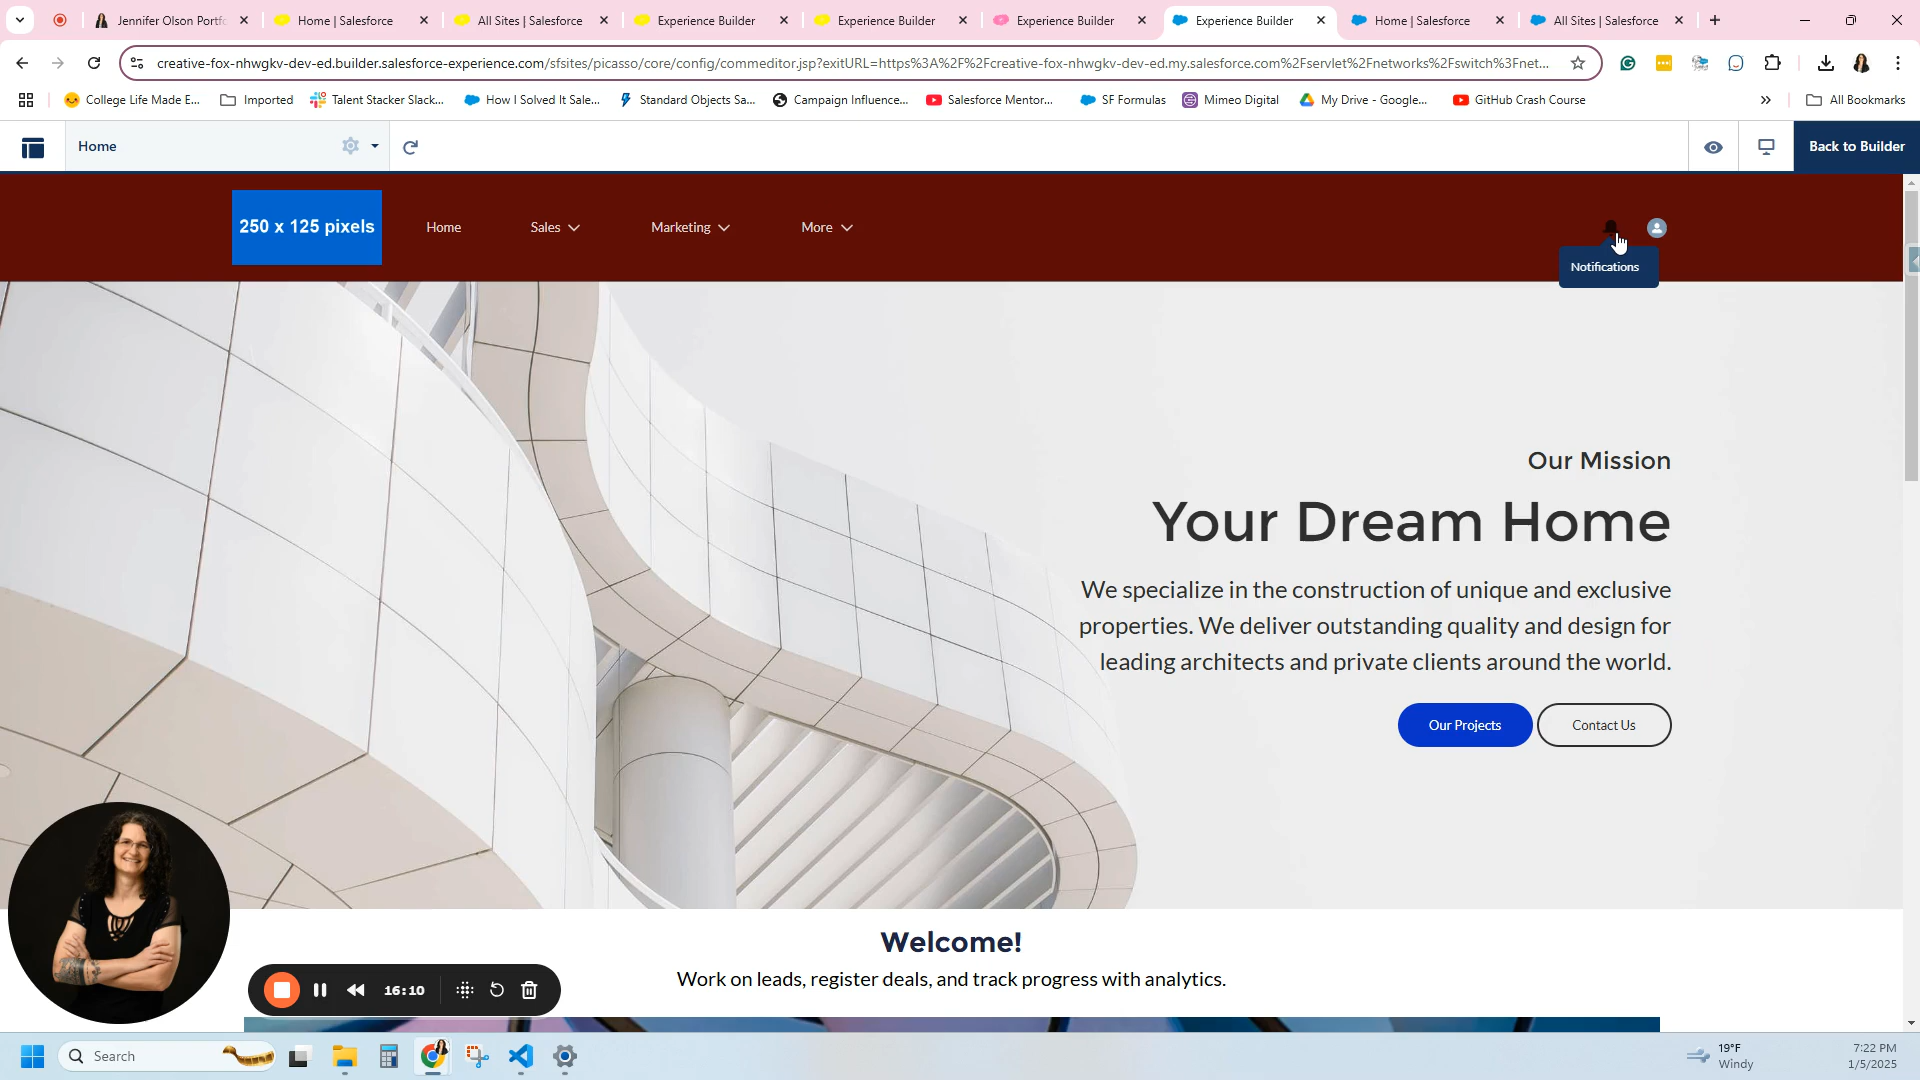 Jennifer Olson Portfo
Home | Salesforce
All Sites | Salesforce
Experience Builder
Experience Builder
Experience Builder
Experience Builder
Home | Salesforce
All Sites | Salesforce
creative-fox-nhwgkv-dev-ed.builder.salesforce-experience.com/sfsites/picasso/core/config/commeditor.jsp?exitURL=https%3A%2F%2Fcreative-fox-nhwgkv-dev-ed.my.salesforce.com%2Fservlet%2Fnetworks%2Fswitch%3Fnet...
College Life Made E...
Imported
Talent Stacker Slack...
How I Solved It Sale...
Standard Objects Sa...
Campaign Influence...
Salesforce Mentor...
SF Formulas
Mimeo Digital
My Drive - Google...
GitHub Crash Course
All Bookmarks
Home
Back to Builder
250 x 125 pixels
Home
Sales
Marketing
More
Notifications
Our Mission
Your Dream Home
We specialize in the construction of unique and exclusive
properties. We deliver outstanding quality and design for
leading architects and private clients around the world.
Our Projects
Contact Us
Welcome!
Work on leads, register deals, and track progress with analytics.
16:10
Search
19°F
Windy
7:22 PM
1/5/2025